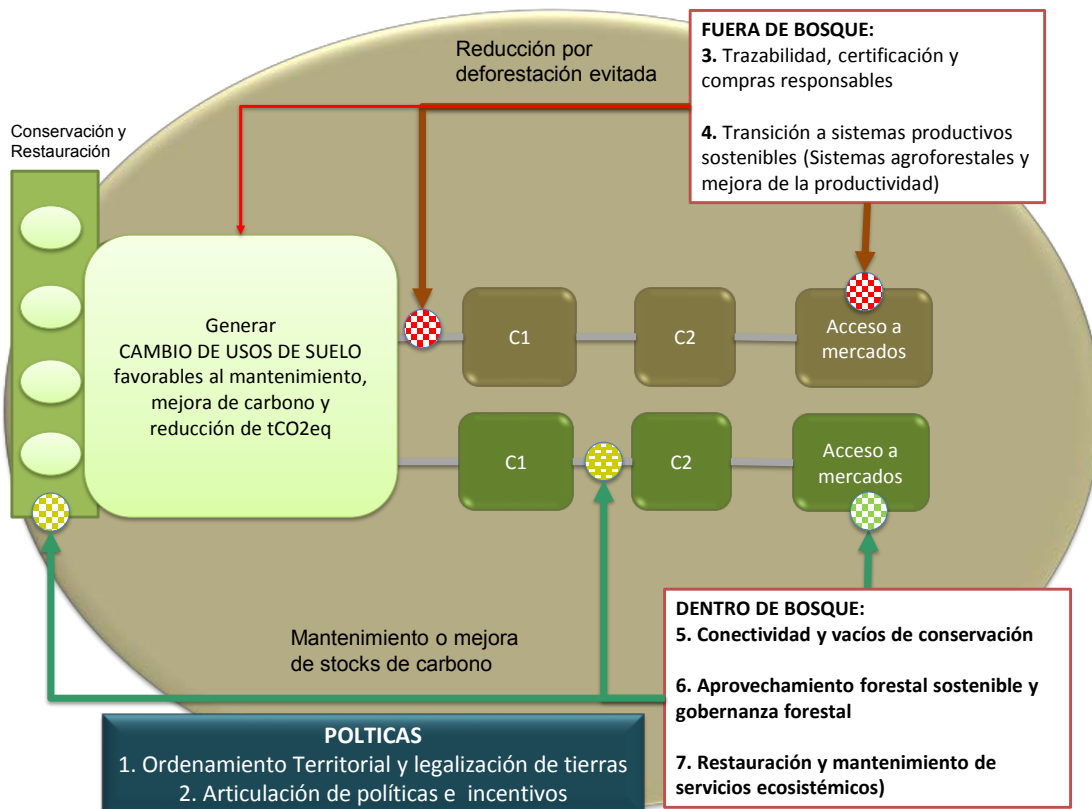 Reducción por
deforestación evitada
FUERA DE BOSQUE:
3. Trazabilidad, certificación y
compras responsables
4. Transición a sistemas productivos
sostenibles (Sistemas agroforestales y
mejora de la productividad)
Conservación y
Restauración
Generar
CAMBIO DE USOS DE SUELO
favorables al mantenimiento,
mejora de carbono y
reducción de tCO2eq
C1
C2
Acceso a
mercados
C1
C2
Acceso a
mercados
Mantenimiento o mejora
de stocks de carbono
DENTRO DE BOSQUE:
5. Conectividad y vacíos de conservación
6. Aprovechamiento forestal sostenible y
gobernanza forestal
7. Restauración y mantenimiento de
servicios ecosistémicos)
POLTICAS
1. Ordenamiento Territorial y legalización de tierras
2. Articulación de políticas e incentivos